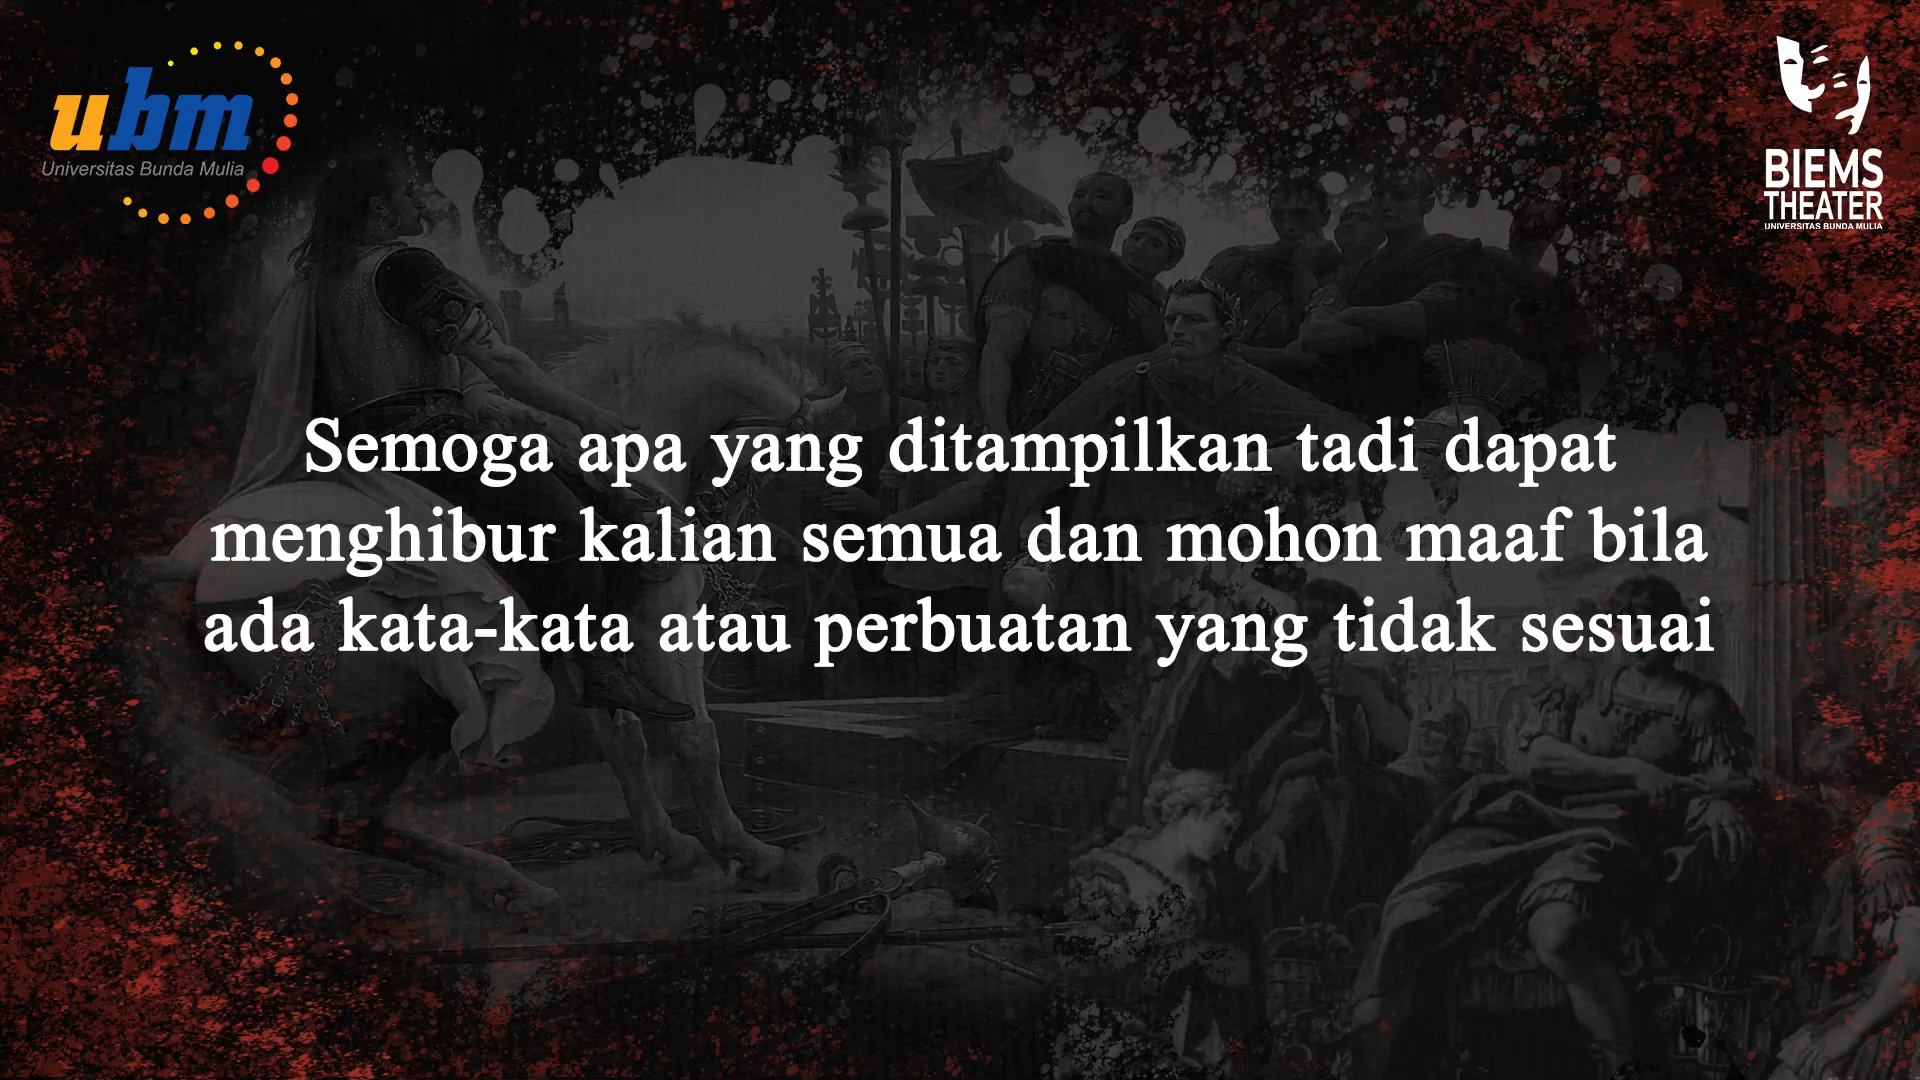 ubm
Universitas Bunda Mulia
BIEMS
THEATER
UNIVERSITAS BUNDA MULIA
Semoga apa yang ditampilkan tadi dapat
menghibur kalian semua dan mohon maaf bila
ada kata-kata atau perbuatan yang tidak sesuai